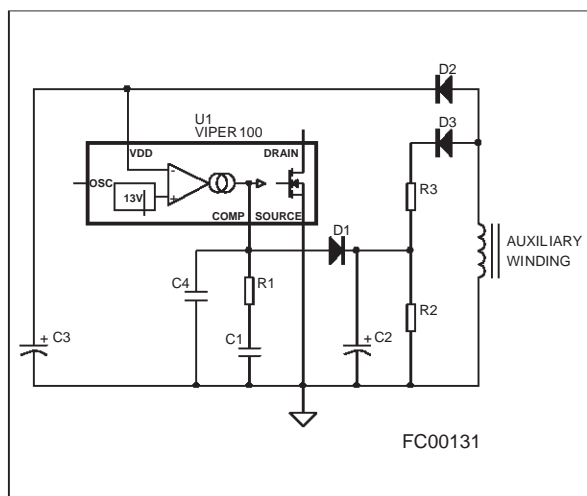 D2
U1
VIPER 100
D3
VDD
DRAIN
-
OSC
13V
+
R3
COMP
SOURCE
D1
AUXILIARY
WINDING
C4
R1
R2
+
C3
C1
+
C2
FC00131